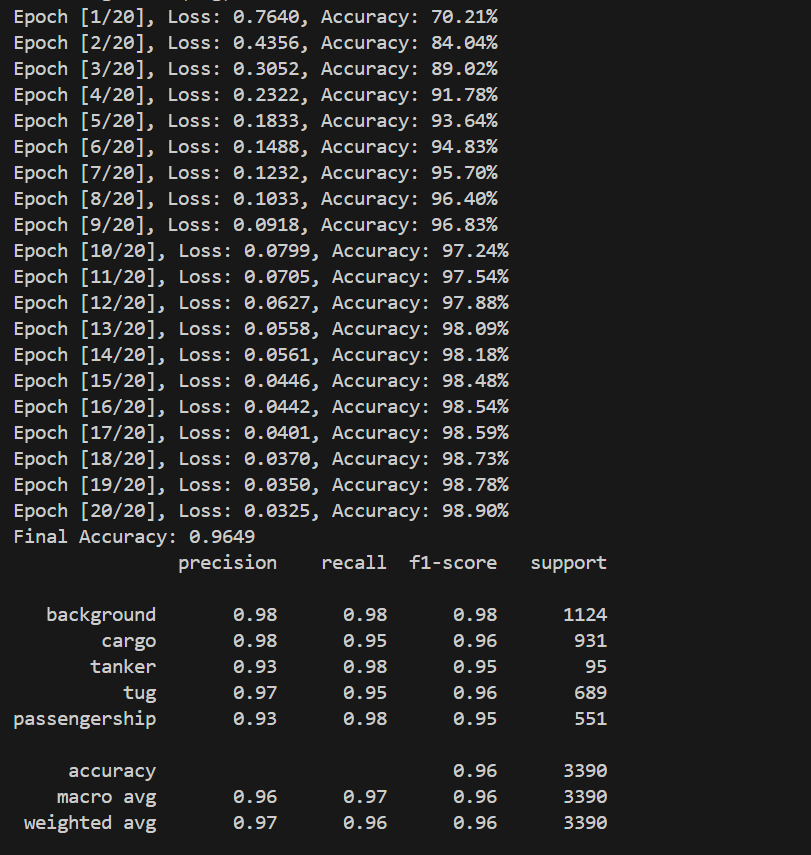 Epoch [1/20], Loss: 0.7640, Accuracy: 70.21%
Epoch [2/20], Loss: 0.4356, Accuracy: 84.04%
Epoch [3/20], Loss: 0.3052, Accuracy: 89.02%
Epoch [4/20], Loss: 0.2322, Accuracy: 91.78%
Epoch [5/20], Loss: 0.1833, Accuracy: 93.64%
Epoch [6/20], Loss: 0.1488, Accuracy: 94.83%
Epoch [7/20], Loss: 0.1232, Accuracy: 95.70%
Epoch [8/20], Loss: 0.1033, Accuracy: 96.40%
Epoch [9/20], Loss: 0.0918, Accuracy: 96.83%
Epoch [10/20], Loss: 0.0799, Accuracy: 97.24%
Epoch [11/20], Loss: 0.0705, Accuracy: 97.54%
Epoch [12/20], Loss: 0.0627, Accuracy: 97.88%
Epoch [13/20], Loss: 0.0558, Accuracy: 98.09%
Epoch [14/20], Loss: 0.0561, Accuracy: 98.18%
Epoch [15/20], Loss: 0.0446, Accuracy: 98.48%
Epoch [16/20], Loss: 0.0442, Accuracy: 98.54%
Epoch [17/20], Loss: 0.0401, Accuracy: 98.59%
Epoch [18/20], Loss: 0.0370, Accuracy: 98.73%
Epoch [19/20], Loss: 0.0350, Accuracy: 98.78%
Epoch [20/20], Loss: 0.0325, Accuracy: 98.90%
Final Accuracy: 0.9649
precision recall f1-score support
background 0.98 0.98 0.98 1124
cargo 0.98 0.95 0.96 931
tanker 0.93 0.98 0.95 95
tug 0.97 0.95 0.96 689
passengership 0.93 0.98 0.95 551
accuracy 0.96 3390
macro avg 0.96 0.97 0.96 3390
weighted avg 0.97 0.96 0.96 3390